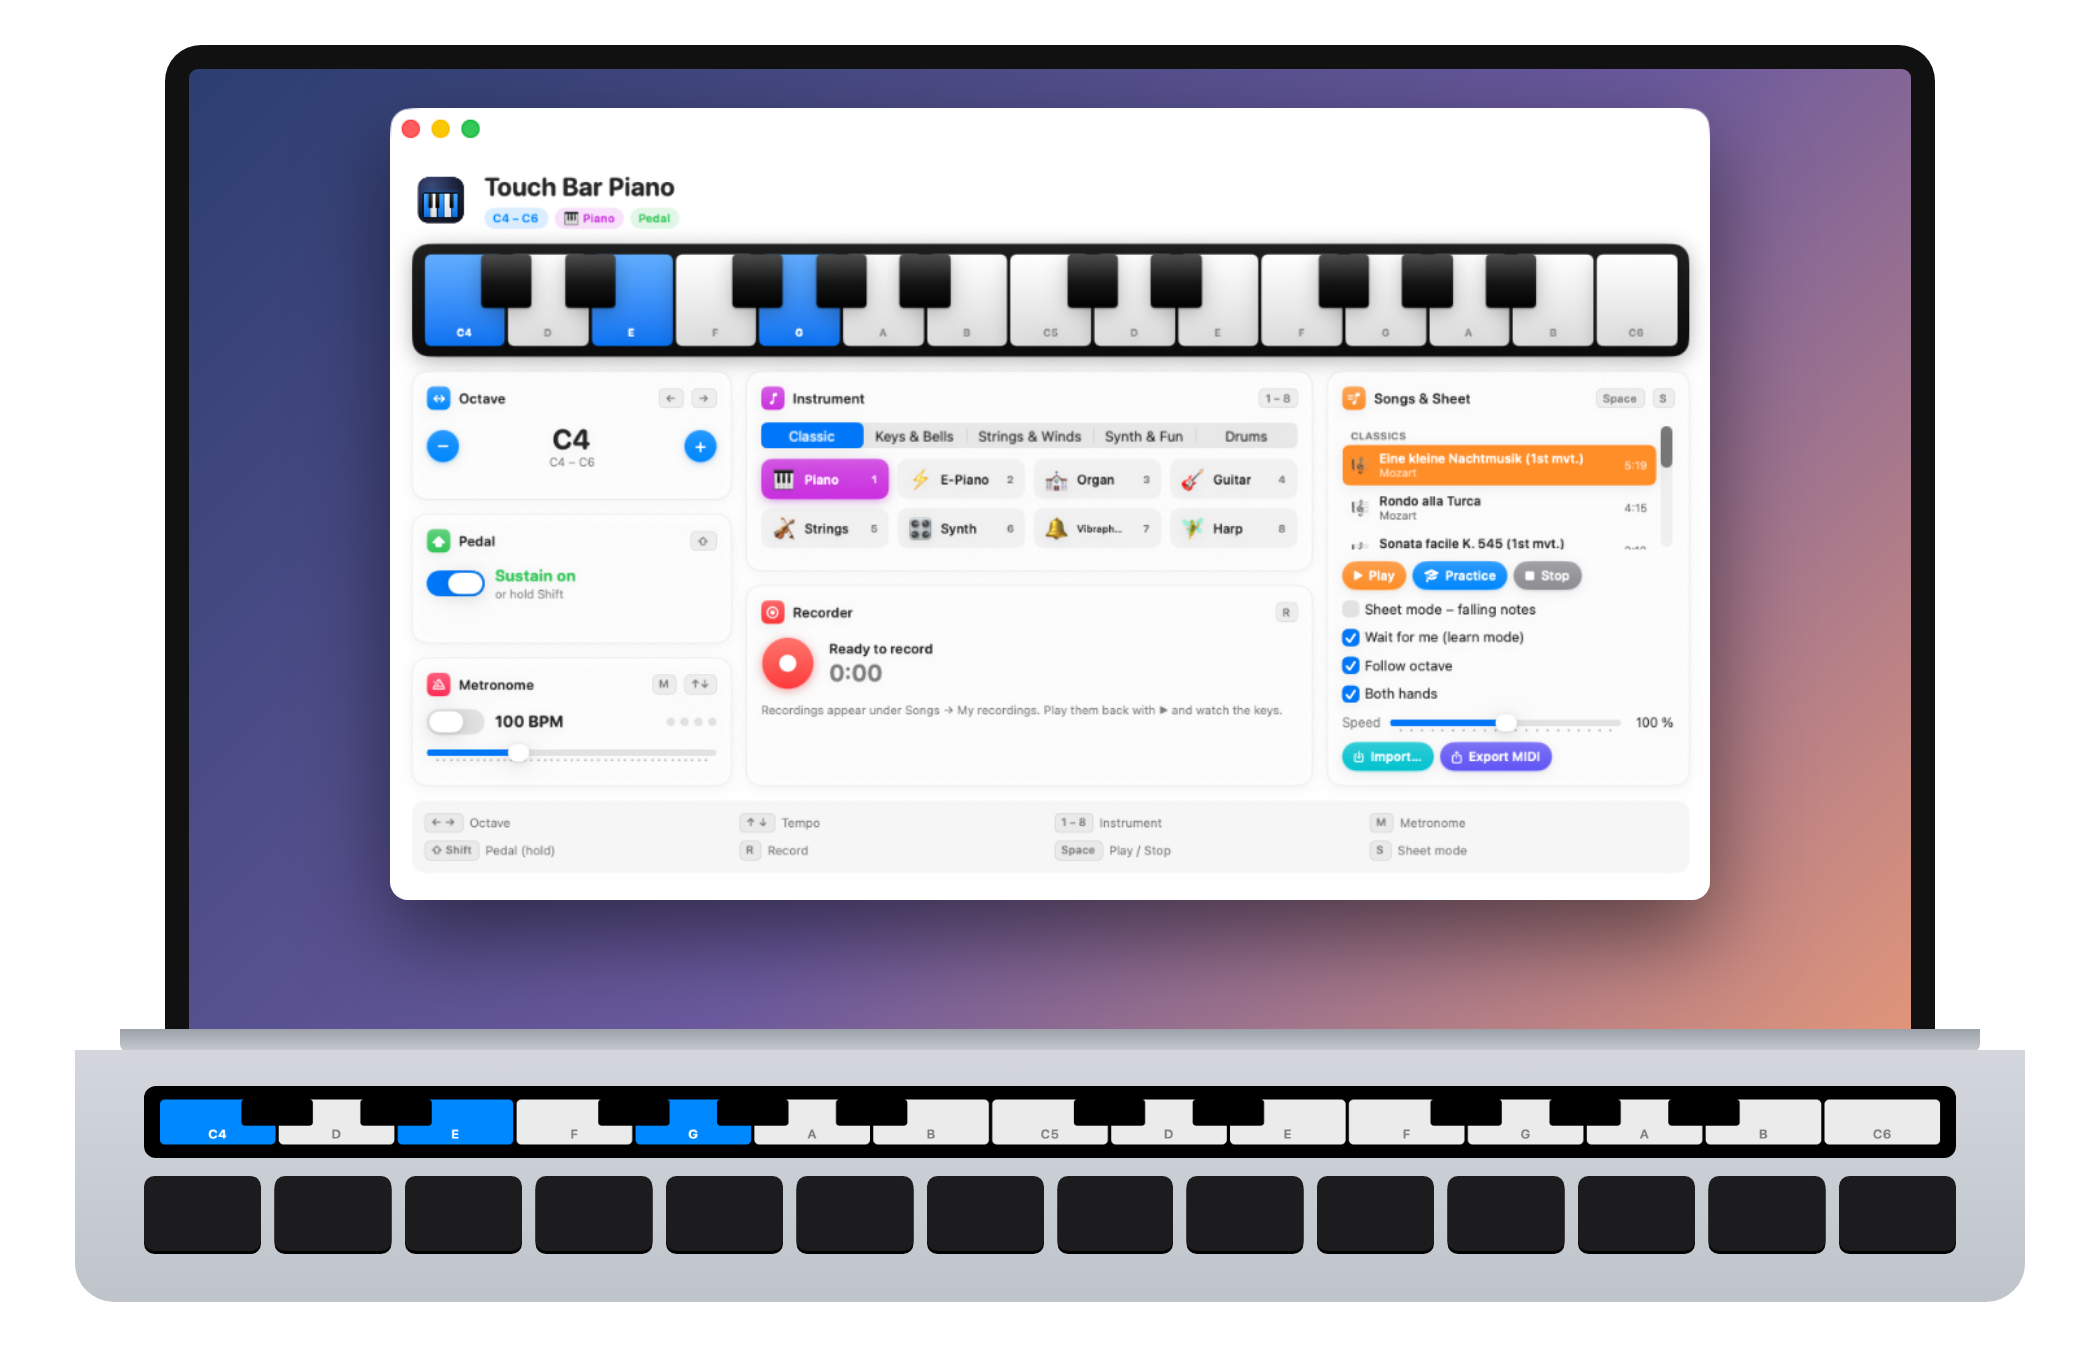 Touch Bar Piano
C4 – C6 Piano Pedal
C4 D E F G A B C5 D E F G A B C6
Octave ← →
− C4 +
C4 – C6
Pedal
Sustain on
or hold Shift
Metronome M ↑↓
100 BPM
Instrument 1 – 8
Classic Keys & Bells Strings & Winds Synth & Fun Drums
Piano 1 E-Piano 2 Organ 3 Guitar 4
Strings 5 Synth 6 Vibraph... 7 Harp 8
Recorder R
Ready to record
0:00
Recordings appear under Songs → My recordings. Play them back with ▶ and watch the keys.
Songs & Sheet Space S
CLASSICS
Eine kleine Nachtmusik (1st mvt.) 5:19
Mozart
Rondo alla Turca 4:15
Mozart
Sonata facile K. 545 (1st mvt.)
Play Practice Stop
Sheet mode – falling notes
Wait for me (learn mode)
Follow octave
Both hands
Speed 100 %
Import... Export MIDI
← → Octave ↑ ↓ Tempo 1 – 8 Instrument M Metronome
Shift Pedal (hold) R Record Space Play / Stop S Sheet mode
C4 D E F G A B C5 D E F G A B C6